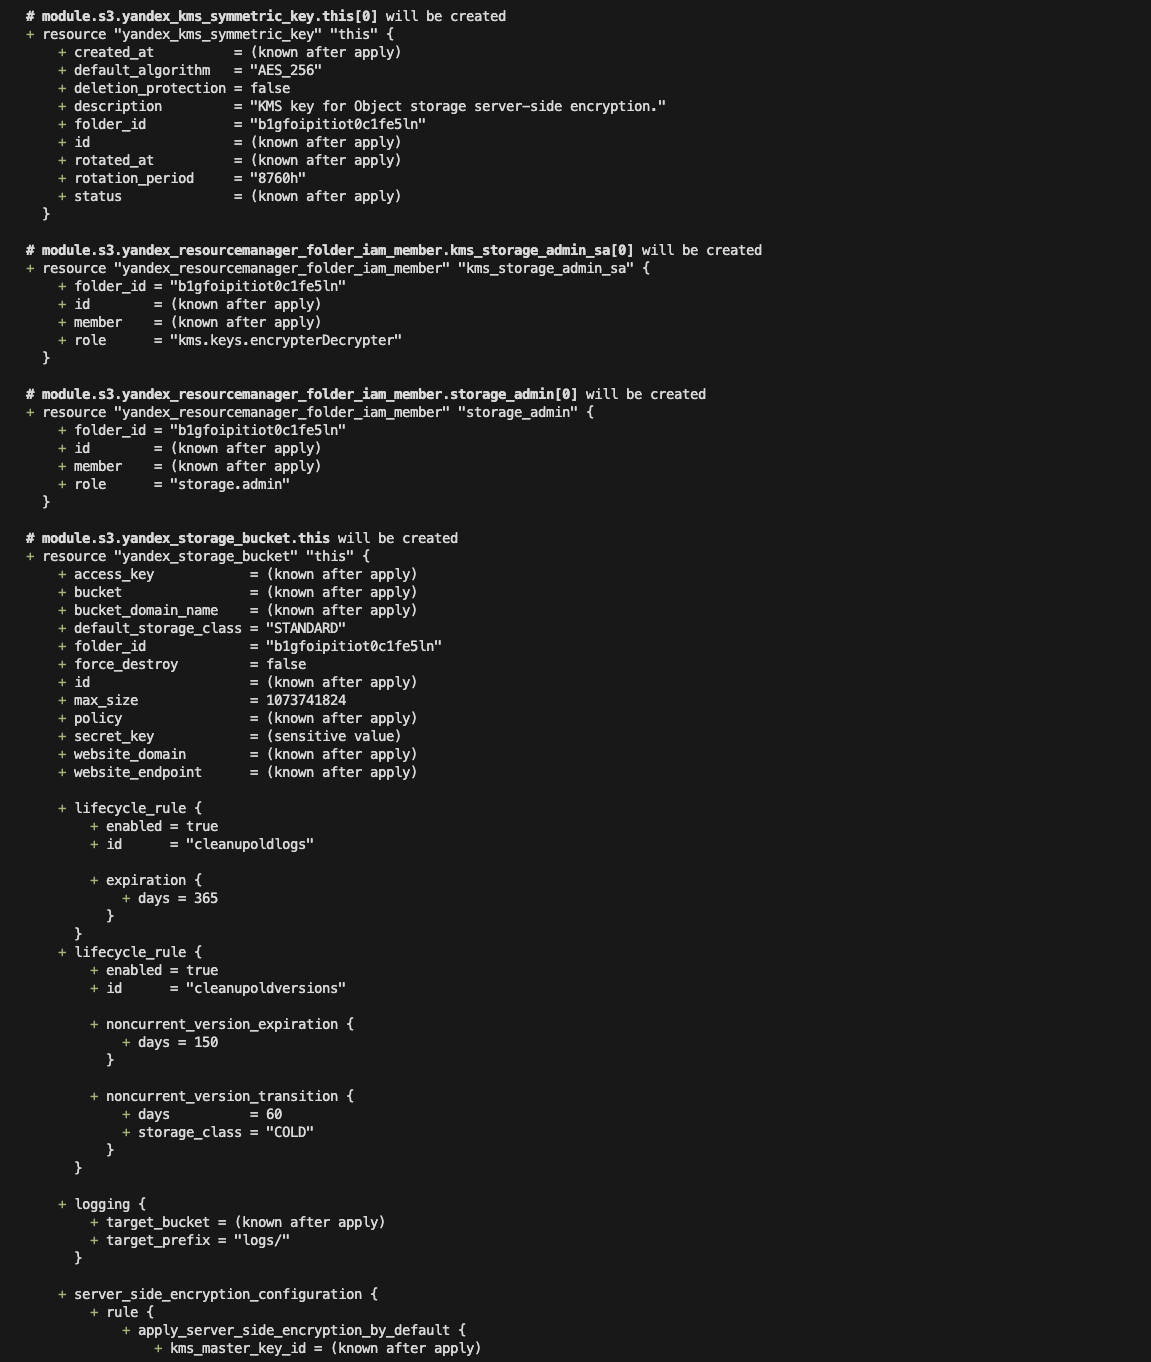 # module.s3.yandex_kms_symmetric_key.this[0] will be created
+ resource "yandex_kms_symmetric_key" "this" {
+ created_at = (known after apply)
+ default_algorithm = "AES_256"
+ deletion_protection = false
+ description = "KMS key for Object storage server-side encryption."
+ folder_id = "b1gfoipitiot0c1fe5ln"
+ id = (known after apply)
+ rotated_at = (known after apply)
+ rotation_period = "8760h"
+ status = (known after apply)
}
# module.s3.yandex_resourcemanager_folder_iam_member.kms_storage_admin_sa[0] will be created
+ resource "yandex_resourcemanager_folder_iam_member" "kms_storage_admin_sa" {
+ folder_id = "b1gfoipitiot0c1fe5ln"
+ id = (known after apply)
+ member = (known after apply)
+ role = "kms.keys.encrypterDecrypter"
}
# module.s3.yandex_resourcemanager_folder_iam_member.storage_admin[0] will be created
+ resource "yandex_resourcemanager_folder_iam_member" "storage_admin" {
+ folder_id = "b1gfoipitiot0c1fe5ln"
+ id = (known after apply)
+ member = (known after apply)
+ role = "storage.admin"
}
# module.s3.yandex_storage_bucket.this will be created
+ resource "yandex_storage_bucket" "this" {
+ access_key = (known after apply)
+ bucket = (known after apply)
+ bucket_domain_name = (known after apply)
+ default_storage_class = "STANDARD"
+ folder_id = "b1gfoipitiot0c1fe5ln"
+ force_destroy = false
+ id = (known after apply)
+ max_size = 1073741824
+ policy = (known after apply)
+ secret_key = (sensitive value)
+ website_domain = (known after apply)
+ website_endpoint = (known after apply)
+ lifecycle_rule {
+ enabled = true
+ id = "cleanupoldlogs"
+ expiration {
+ days = 365
}
}
+ lifecycle_rule {
+ enabled = true
+ id = "cleanupoldversions"
+ noncurrent_version_expiration {
+ days = 150
}
+ noncurrent_version_transition {
+ days = 60
+ storage_class = "COLD"
}
}
+ logging {
+ target_bucket = (known after apply)
+ target_prefix = "logs/"
}
+ server_side_encryption_configuration {
+ rule {
+ apply_server_side_encryption_by_default {
+ kms_master_key_id = (known after apply)